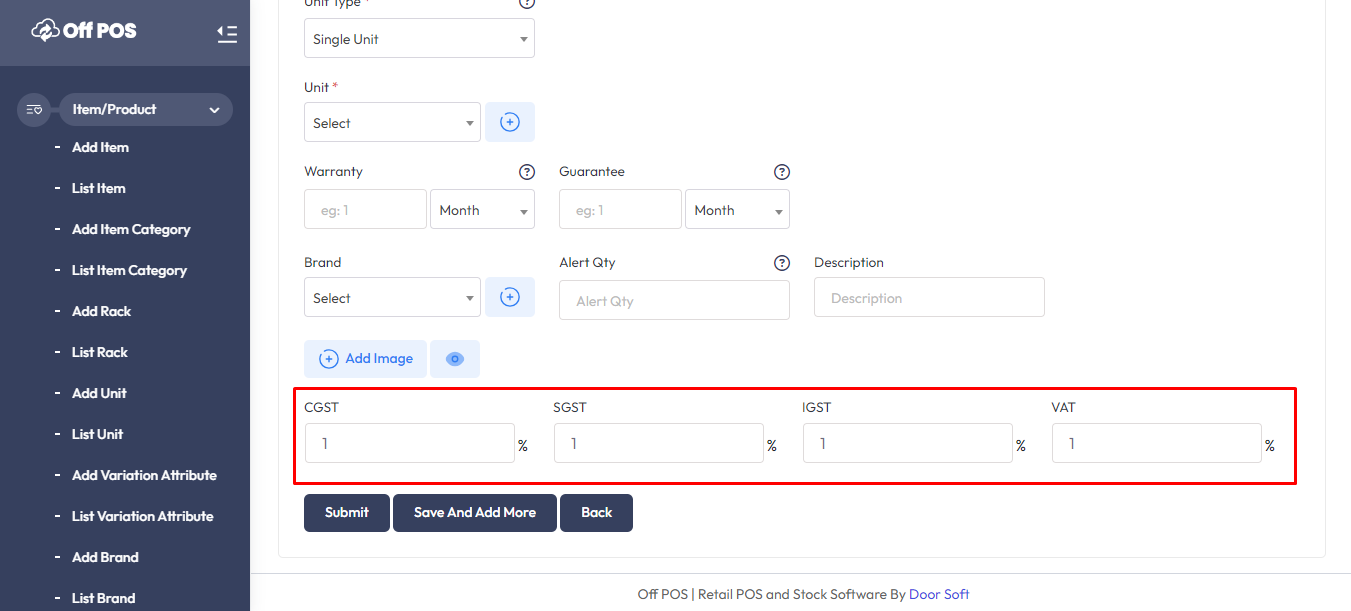 Off POS
Item/Product
- Add Item
- List Item
- Add Item Category
- List Item Category
- Add Rack
- List Rack
- Add Unit
- List Unit
- Add Variation Attribute
- List Variation Attribute
- Add Brand
- List Brand
Unit Type * ?
Single Unit
Unit *
Select
Warranty ? Guarantee ?
eg: 1 Month eg: 1 Month
Brand Alert Qty ? Description
Select Alert Qty Description
Add Image
CGST SGST IGST VAT
1 % 1 % 1 % 1 %
Submit Save And Add More Back
Off POS | Retail POS and Stock Software By Door Soft